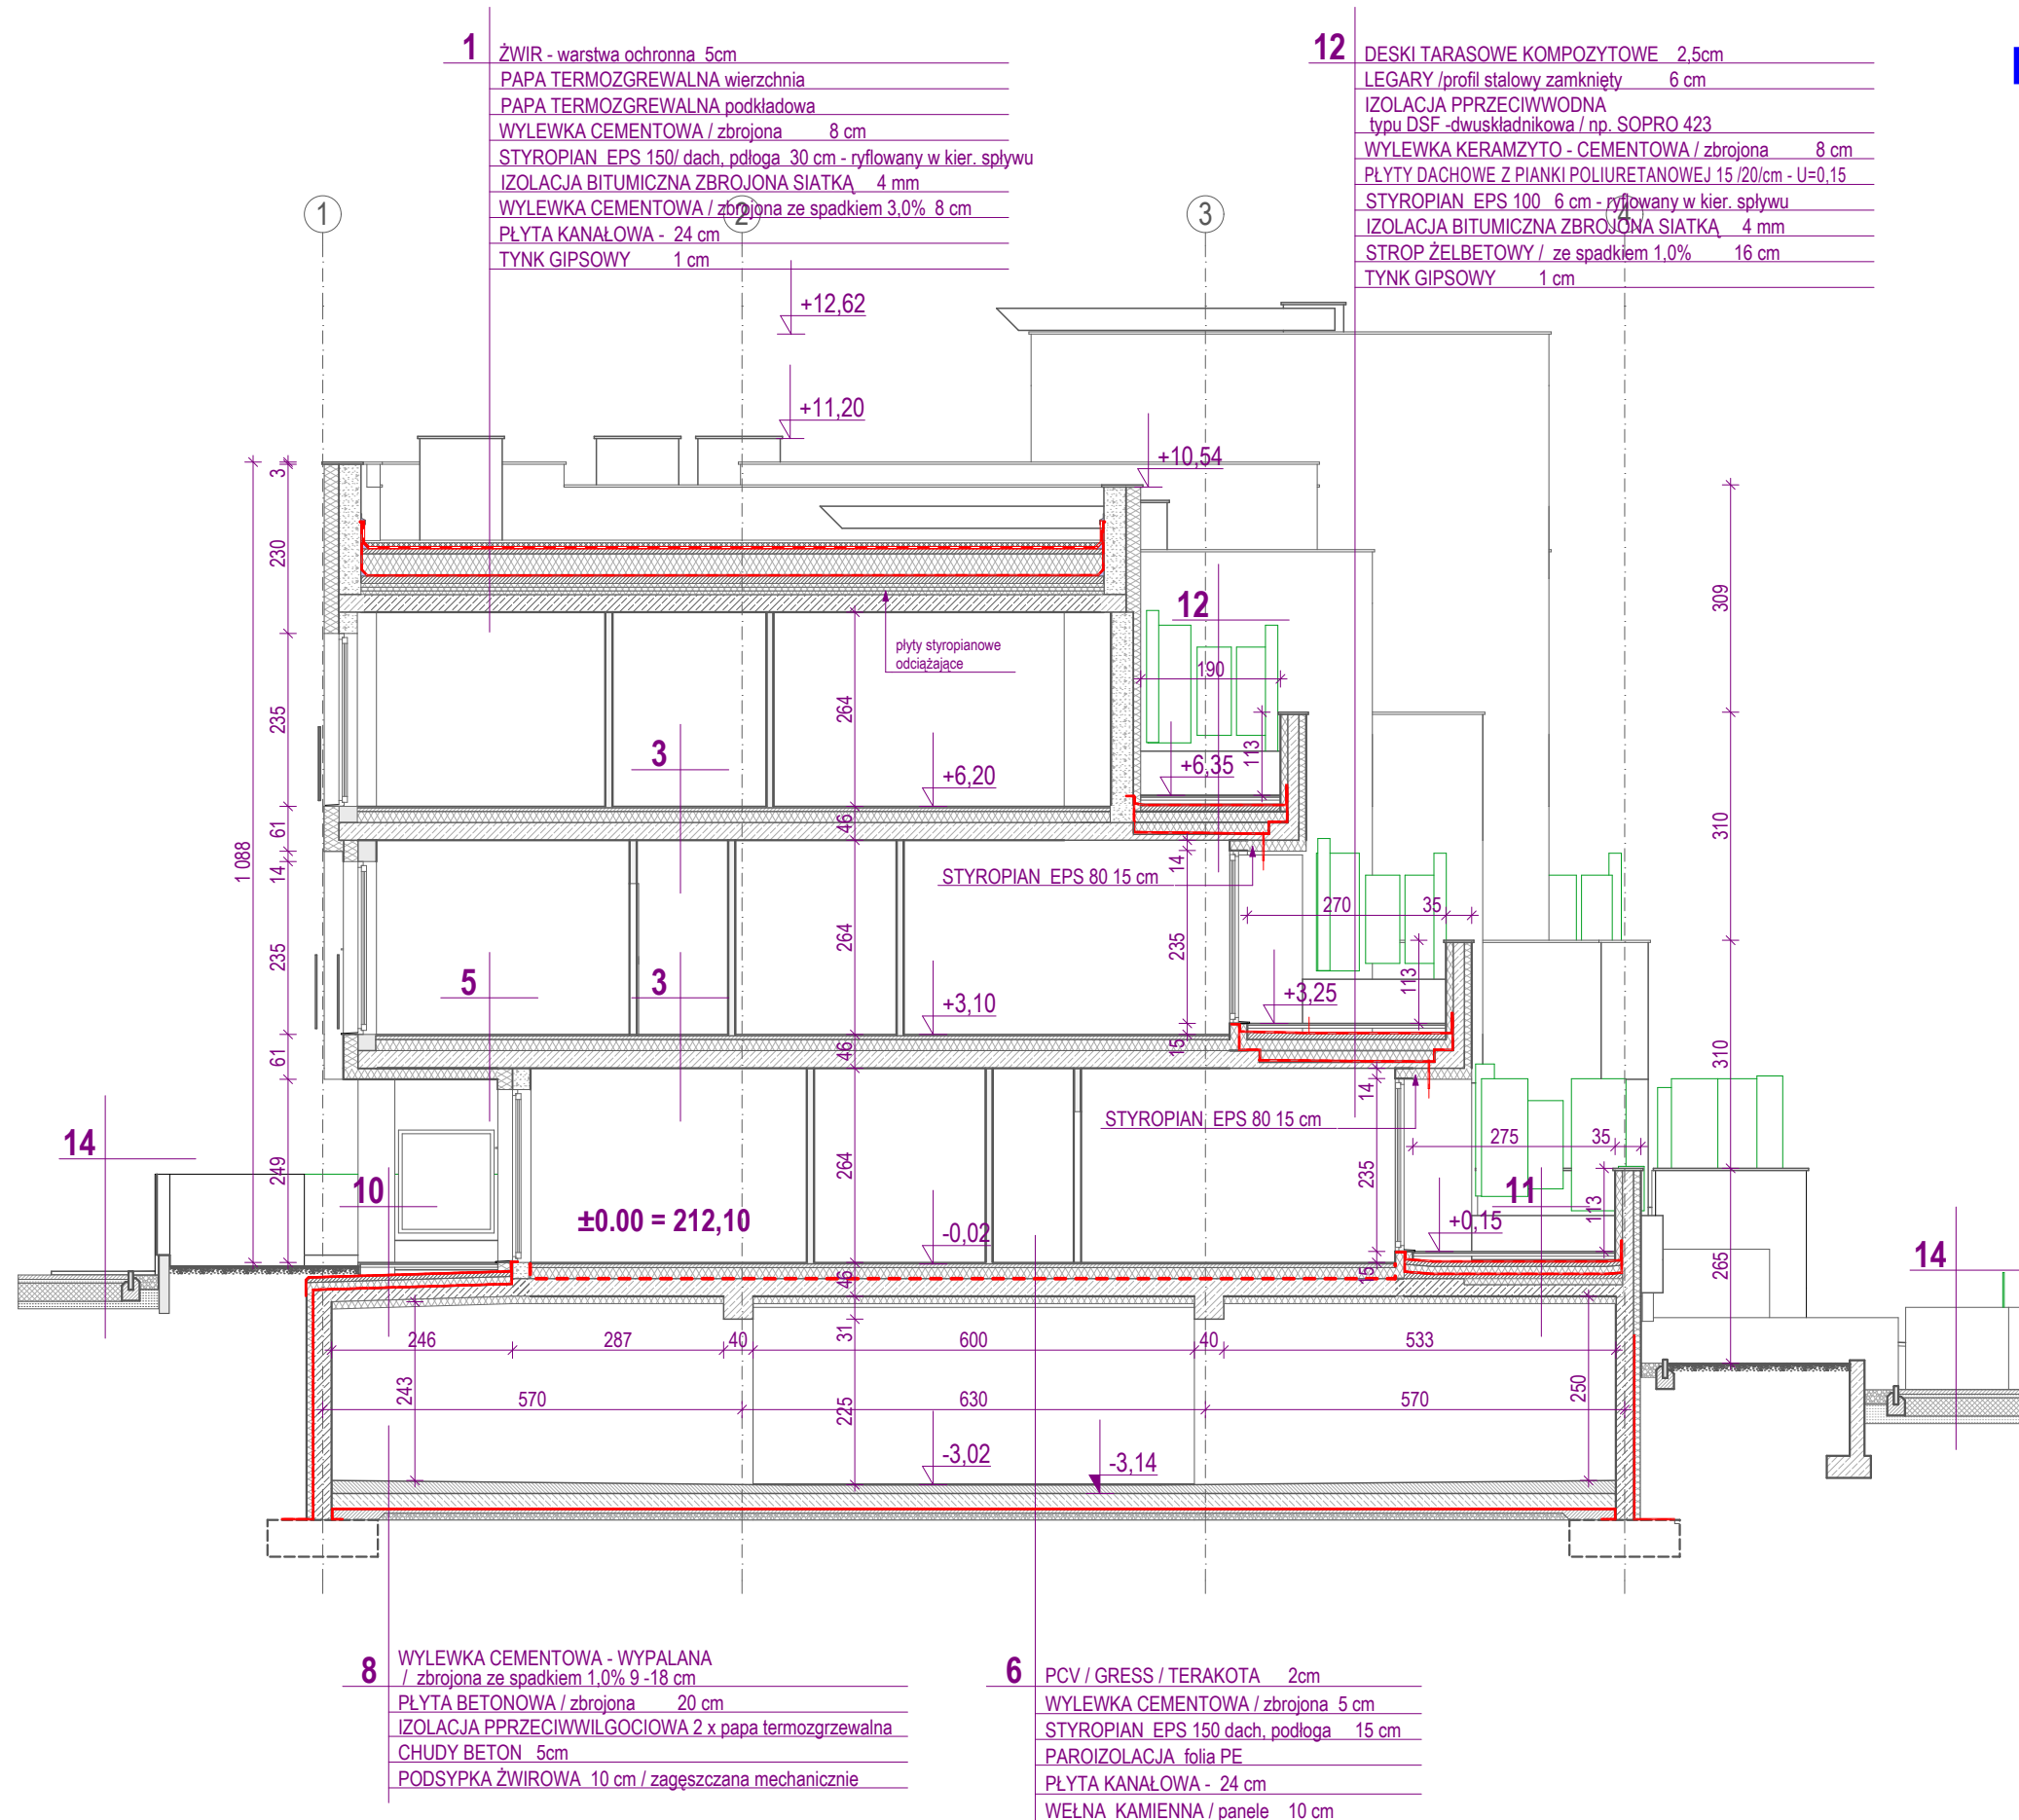 1
ŻWIR - warstwa ochronna 5cm
PAPA TERMOZGREWALNA wierzchnia
PAPA TERMOZGREWALNA podkładowa
WYLEWKA CEMENTOWA / zbrojona 8 cm
STYROPIAN EPS 150/ dach, pdłoga 30 cm - ryflowany w kier. spływu
IZOLACJA BITUMICZNA ZBROJONA SIATKĄ 4 mm
WYLEWKA CEMENTOWA / zbrojona ze spadkiem 3,0% 8 cm
PŁYTA KANAŁOWA - 24 cm
TYNK GIPSOWY 1 cm
12
DESKI TARASOWE KOMPOZYTOWE 2,5cm
LEGARY /profil stalowy zamknięty 6 cm
IZOLACJA PPRZECIWWODNA
typu DSF -dwuskładnikowa / np. SOPRO 423
WYLEWKA KERAMZYTO - CEMENTOWA / zbrojona 8 cm
PŁYTY DACHOWE Z PIANKI POLIURETANOWEJ 15 /20/cm - U=0,15
STYROPIAN EPS 100 6 cm - ryflowany w kier. spływu
IZOLACJA BITUMICZNA ZBROJONA SIATKĄ 4 mm
STROP ŻELBETOWY / ze spadkiem 1,0% 16 cm
TYNK GIPSOWY 1 cm
1
2
3
4
+12,62
+11,20
+10,54
3
230
309
12
płyty styropianowe
odciążające
190
264
235
3
113
+6,20
+6,35
61
46
310
1 088
14
14
STYROPIAN EPS 80 15 cm
270
35
264
235
235
113
5
3
+3,10
+3,25
61
46
15
310
14
STYROPIAN EPS 80 15 cm
14
275
35
249
264
235
10
11
113
±0.00 = 212,10
+0,15
-0,02
265
14
46
15
31
246
287
40
600
40
533
243
570
225
630
570
250
-3,02
-3,14
8
WYLEWKA CEMENTOWA - WYPALANA
/ zbrojona ze spadkiem 1,0% 9 -18 cm
PŁYTA BETONOWA / zbrojona 20 cm
IZOLACJA PPRZECIWWILGOCIOWA 2 x papa termozgrzewalna
CHUDY BETON 5cm
PODSYPKA ŻWIROWA 10 cm / zagęszczana mechanicznie
6
PCV / GRESS / TERAKOTA 2cm
WYLEWKA CEMENTOWA / zbrojona 5 cm
STYROPIAN EPS 150 dach, podłoga 15 cm
PAROIZOLACJA folia PE
PŁYTA KANAŁOWA - 24 cm
WEŁNA KAMIENNA / panele 10 cm